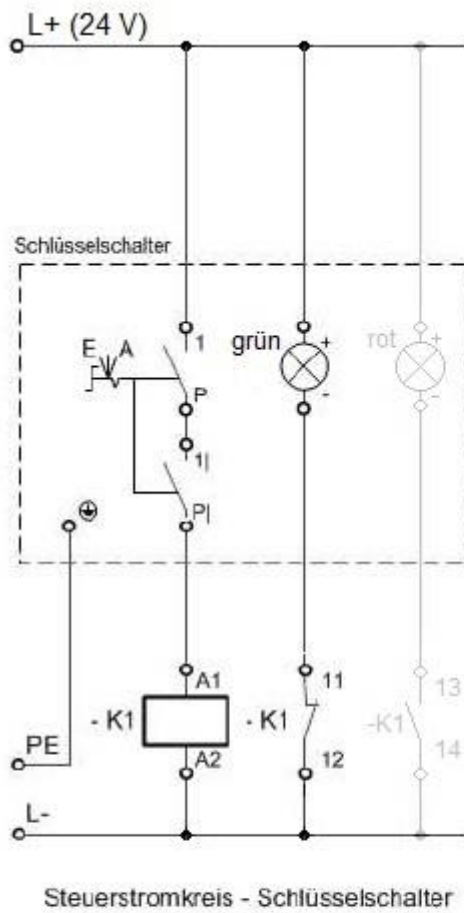 L+ (24 V)
Schlüsselschalter
E A
1
grün
+
rot
+
P
-
-
1|
P|
A1
11
13
- K1
- K1
-K1
PE
A2
12
14
L-
Steuerstromkreis - Schlüsselschalter